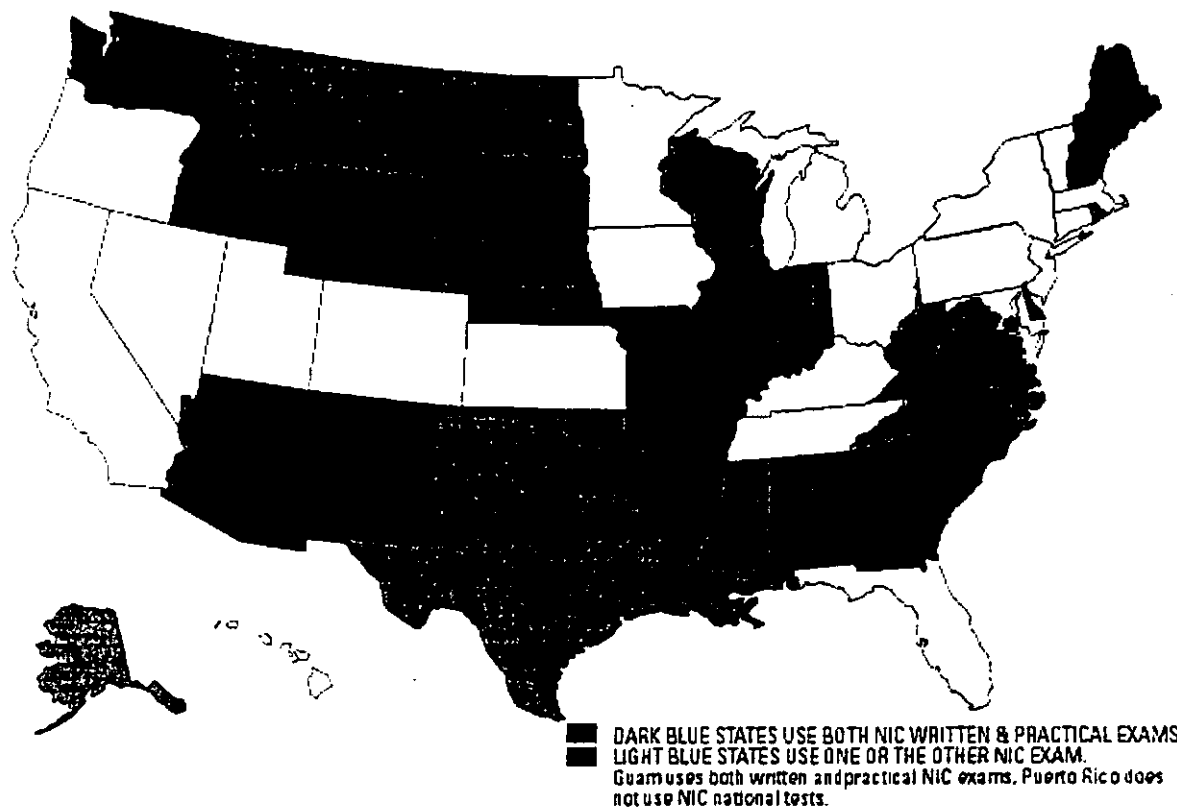 DARK BLUE STATES USE BOTH NIC WRITTEN & PRACTICAL EXAMS
LIGHT BLUE STATES USE ONE OR THE OTHER NIC EXAM.
Guam uses both written and practical NIC exams. Puerto Rico does
not use NIC national tests.